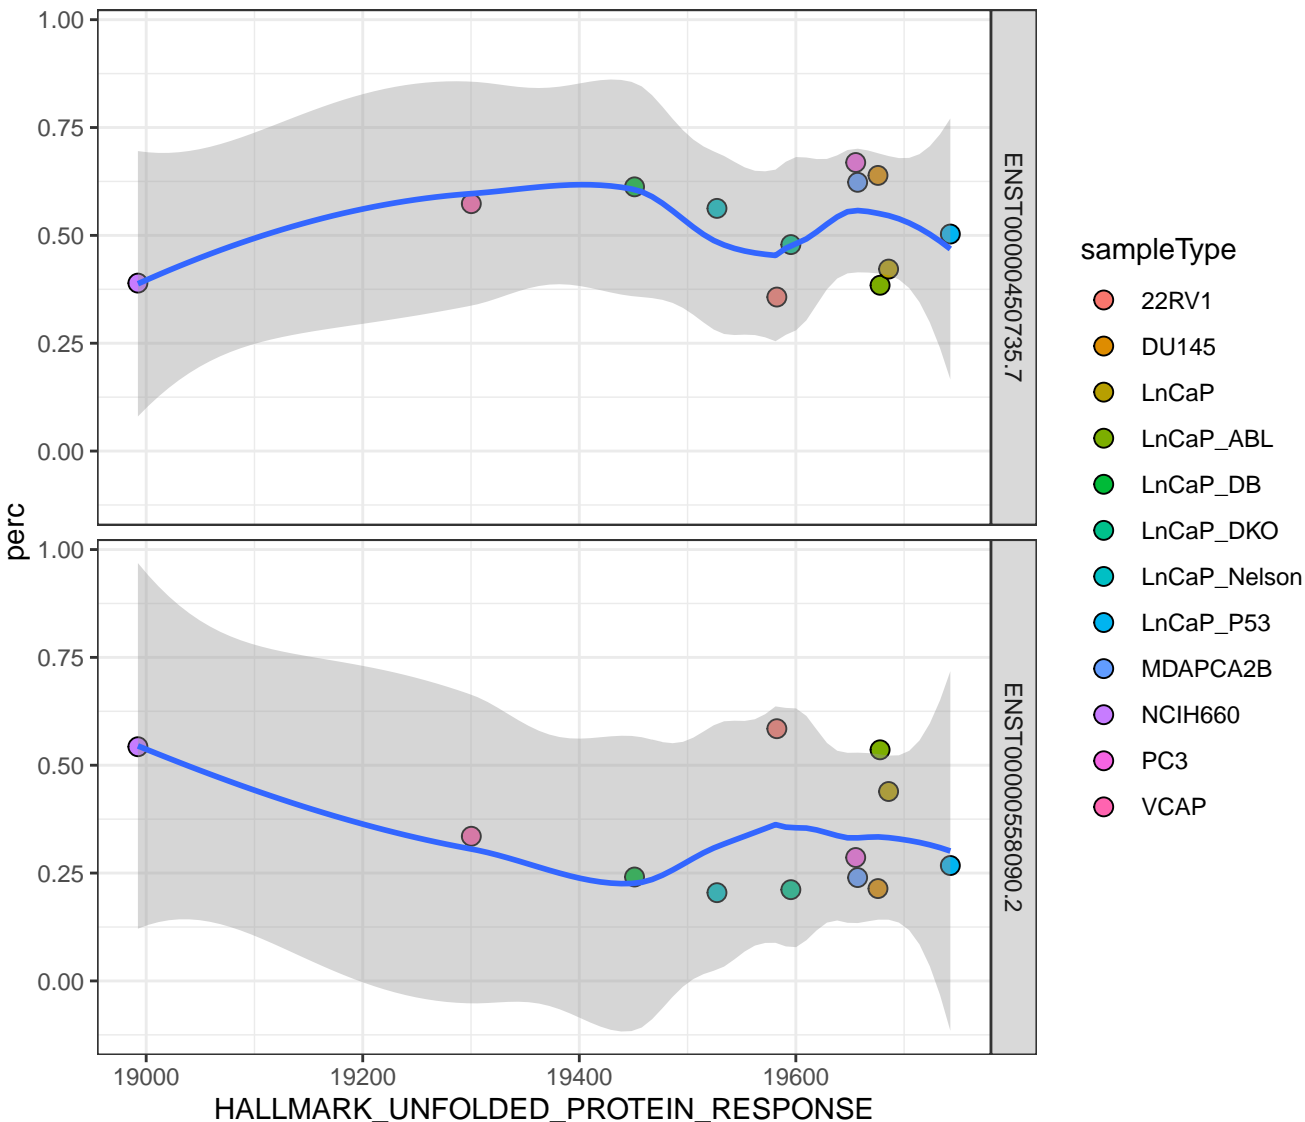 1.00
0.75
0.50
0.25
0.00
ENST00000450735.7
1.00
0.75
0.50
0.25
0.00
ENST00000558090.2
perc
19000
19200
19400
19600
HALLMARK_UNFOLDED_PROTEIN_RESPONSE
sampleType
22RV1
DU145
LnCaP
LnCaP_ABL
LnCaP_DB
LnCaP_DKO
LnCaP_Nelson
LnCaP_P53
MDAPCA2B
NCIH660
PC3
VCAP